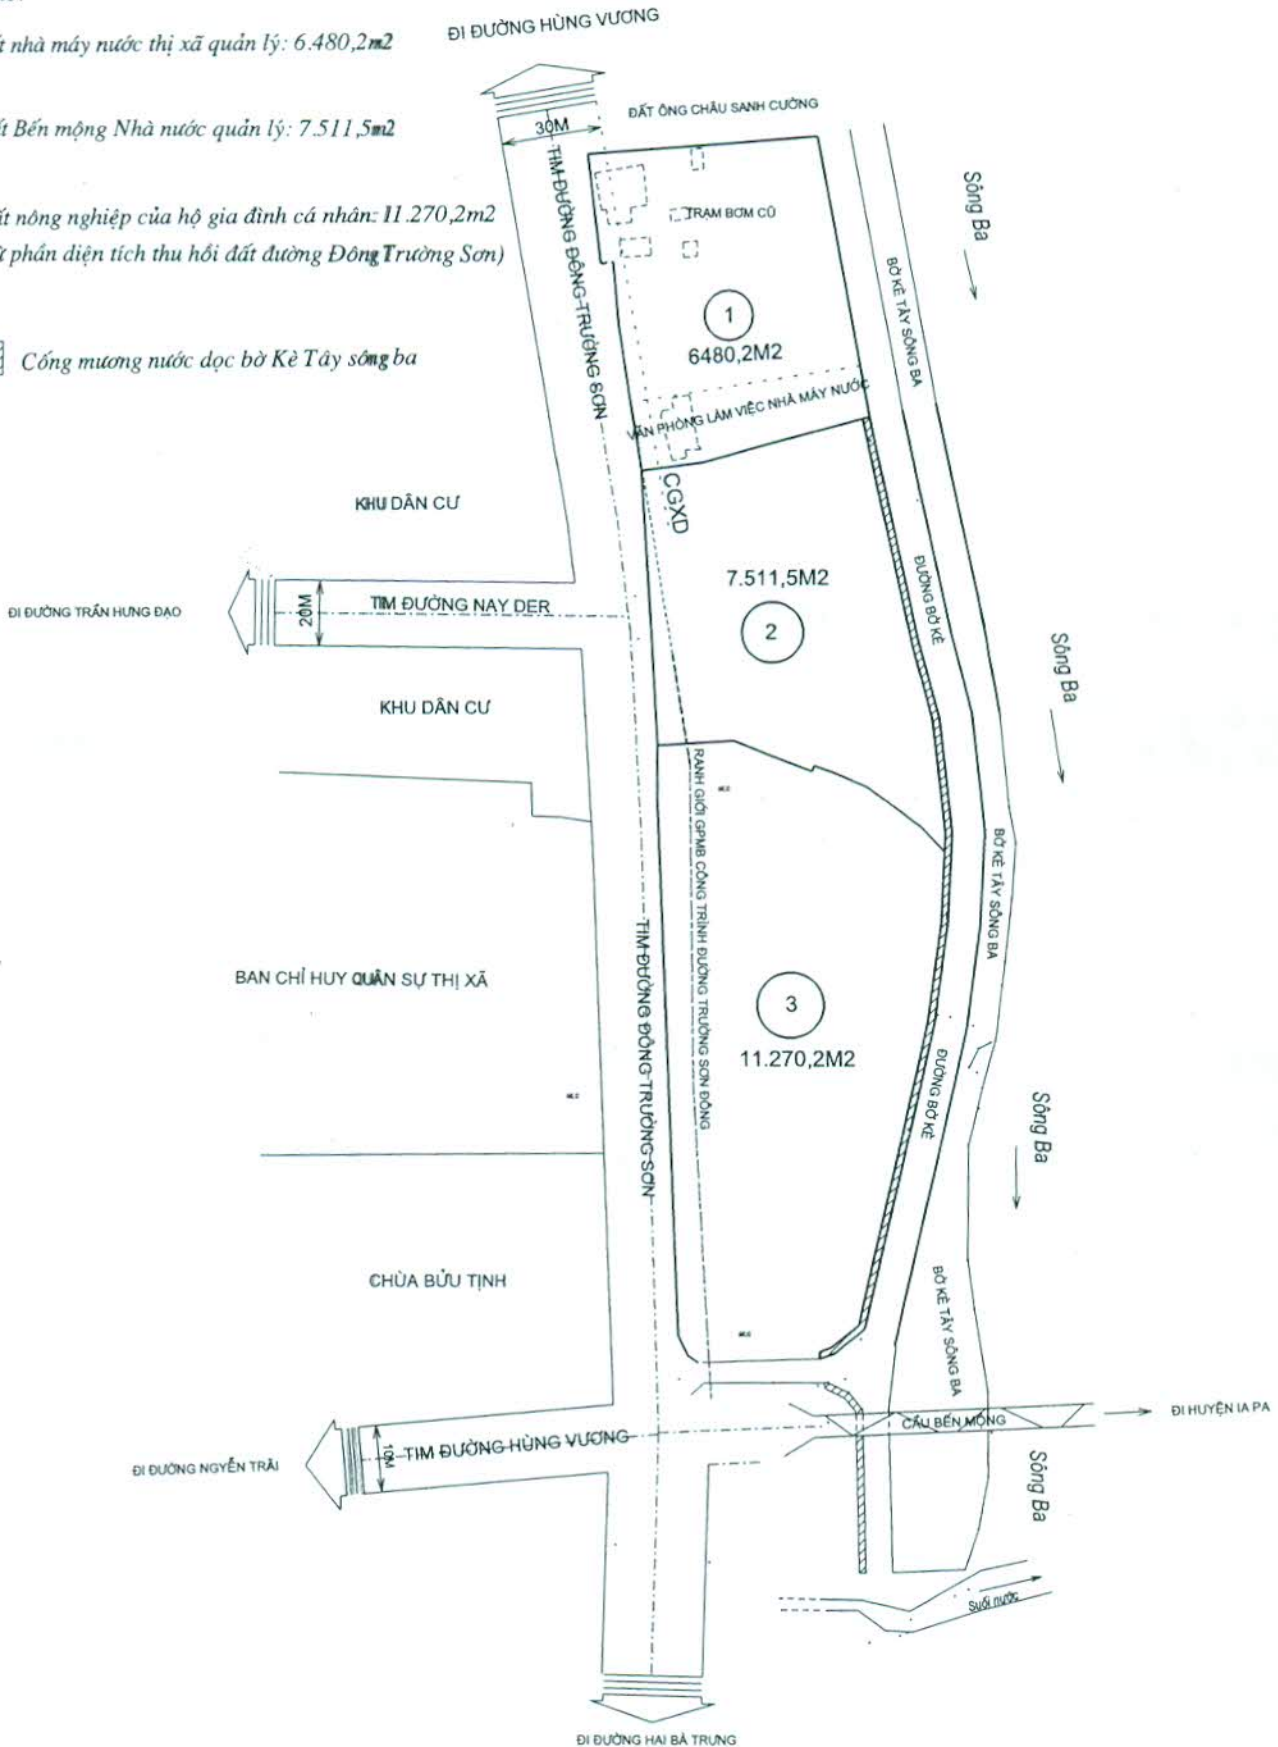 nhà máy nước thị xã quản lý: 6.480,2m2
Bến mộng Nhà nước quản lý: 7.511,5m2
nông nghiệp của hộ gia đình cá nhân: 11.270,2m2
phần diện tích thu hồi đất đường Đông Trường Sơn)
Cống mương nước dọc bờ Kè Tây sông ba
ĐI ĐƯỜNG HÙNG VƯƠNG
30M
ĐẤT ÔNG CHÂU SANH CƯỜNG
TIM ĐƯỜNG ĐÔNG TRƯỜNG SƠN
TRẠM BƠM CŨ
Sông Ba
BỜ KÈ TÂY SÔNG BA
1
6480,2M2
VĂN PHÒNG LÀM VIỆC NHÀ MÁY NƯỚC
CGXD
KHU DÂN CƯ
7.511,5M2
2
ĐƯỜNG BỜ KÈ
ĐI ĐƯỜNG TRẦN HƯNG ĐẠO
20M
TIM ĐƯỜNG NAY DER
KHU DÂN CƯ
Sông Ba
RANH GIỚI GPMB CÔNG TRÌNH ĐƯỜNG TRƯỜNG SƠN ĐÔNG
BỜ KÈ TÂY SÔNG BA
TIM ĐƯỜNG ĐÔNG TRƯỜNG SƠN
BAN CHỈ HUY QUÂN SỰ THỊ XÃ
3
11.270,2M2
ĐƯỜNG BỜ KÈ
Sông Ba
CHÙA BỬU TỊNH
BỜ KÈ TÂY SÔNG BA
CẦU BẾN MỘNG
ĐI HUYỆN IA PA
ĐI ĐƯỜNG NGYỄN TRÃI
10M
TIM ĐƯỜNG HÙNG VƯƠNG
Sông Ba
Suối nước
ĐI ĐƯỜNG HAI BÀ TRƯNG